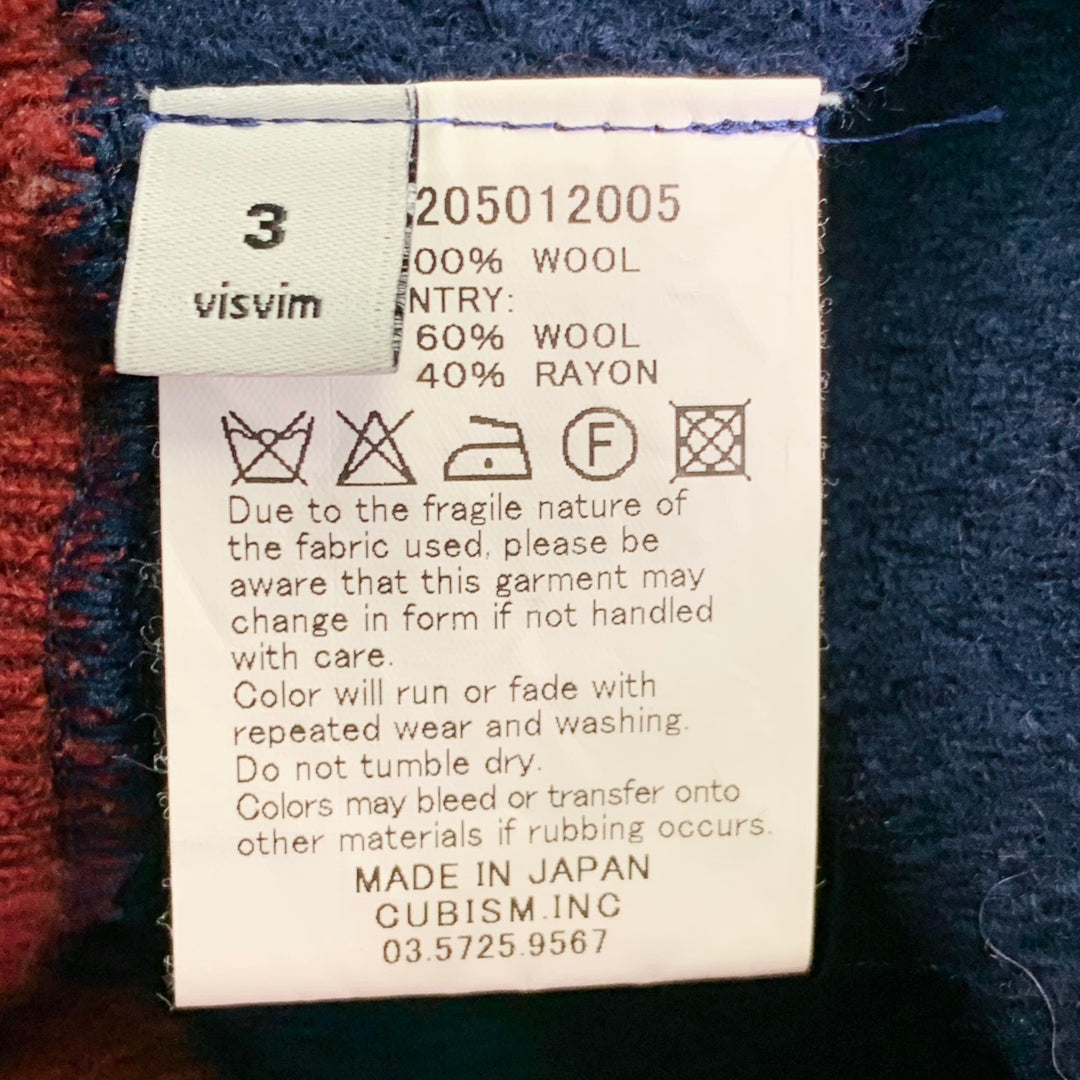 3
visvim
205012005
00% WOOL
NTRY:
60% WOOL
40% RAYON
F
Due to the fragile nature of
the fabric used, please be
aware that this garment may
change in form if not handled
with care.
Color will run or fade with
repeated wear and washing.
Do not tumble dry.
Colors may bleed or transfer onto
other materials if rubbing occurs.
MADE IN JAPAN
CUBISM.INC
03.5725.9567